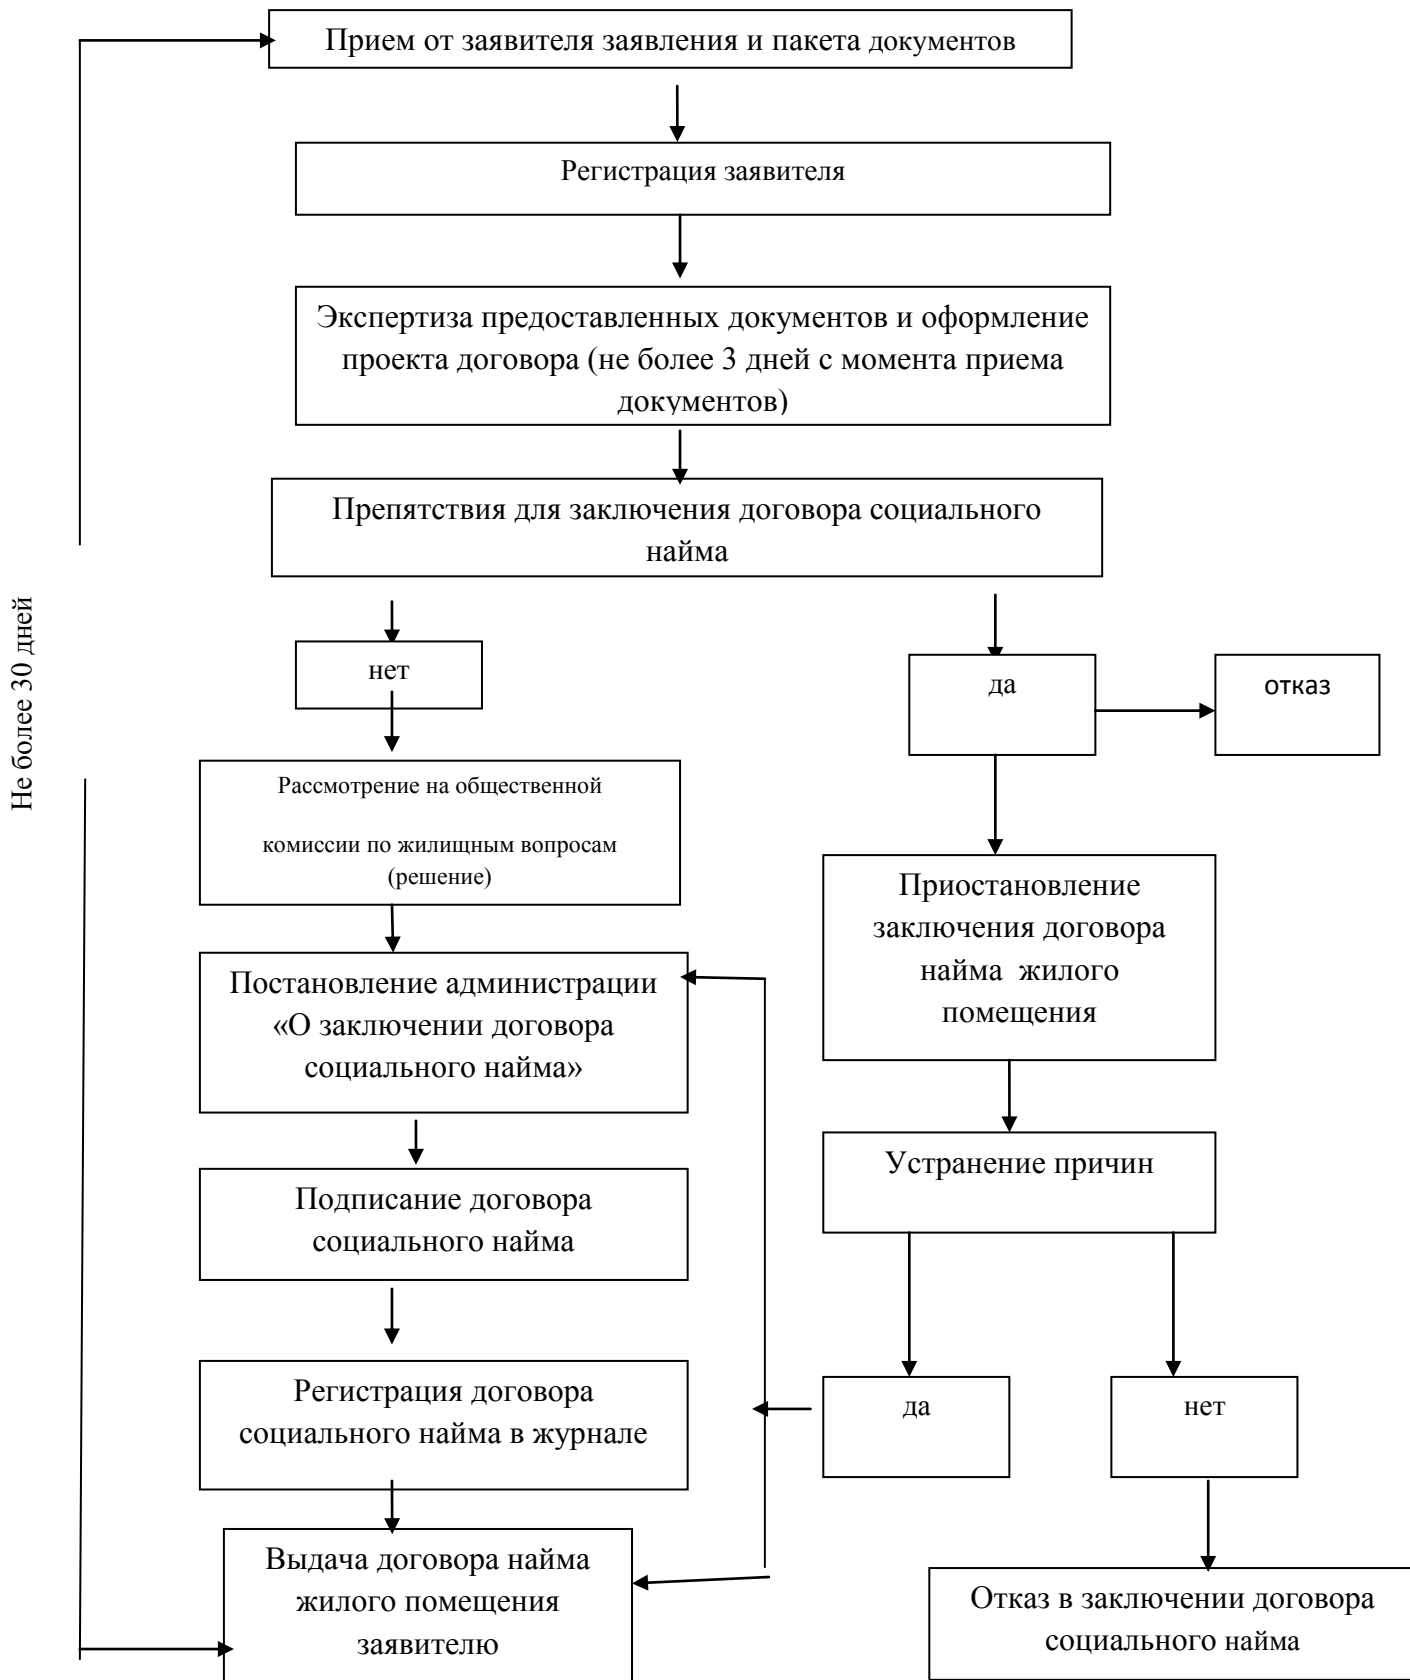 Прием от заявителя заявления и пакета документов
Регистрация заявителя
Экспертиза предоставленных документов и оформление
проекта договора (не более 3 дней с момента приема
документов)
Препятствия для заключения договора социального
найма
Не более 30 дней
нет
да
отказ
Рассмотрение на общественной
комиссии по жилищным вопросам
(решение)
Приостановление
заключения договора
найма жилого
помещения
Постановление администрации
«О заключении договора
социального найма»
Устранение причин
Подписание договора
социального найма
Регистрация договора
социального найма в журнале
да
нет
Выдача договора найма
жилого помещения
заявителю
Отказ в заключении договора
социального найма